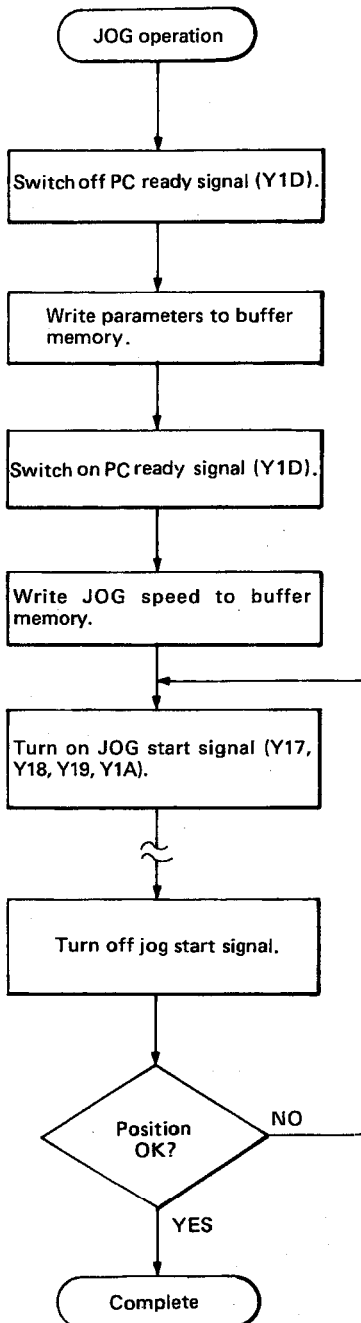 JOG operation
Switch off PC ready signal (Y1D).
Write parameters to buffer
memory.
Switch on PC ready signal (Y1D).
Write JOG speed to buffer
memory.
Turn on JOG start signal (Y17,
Y18, Y19, Y1A).
Turn off jog start signal.
Position
OK?
NO
YES
Complete